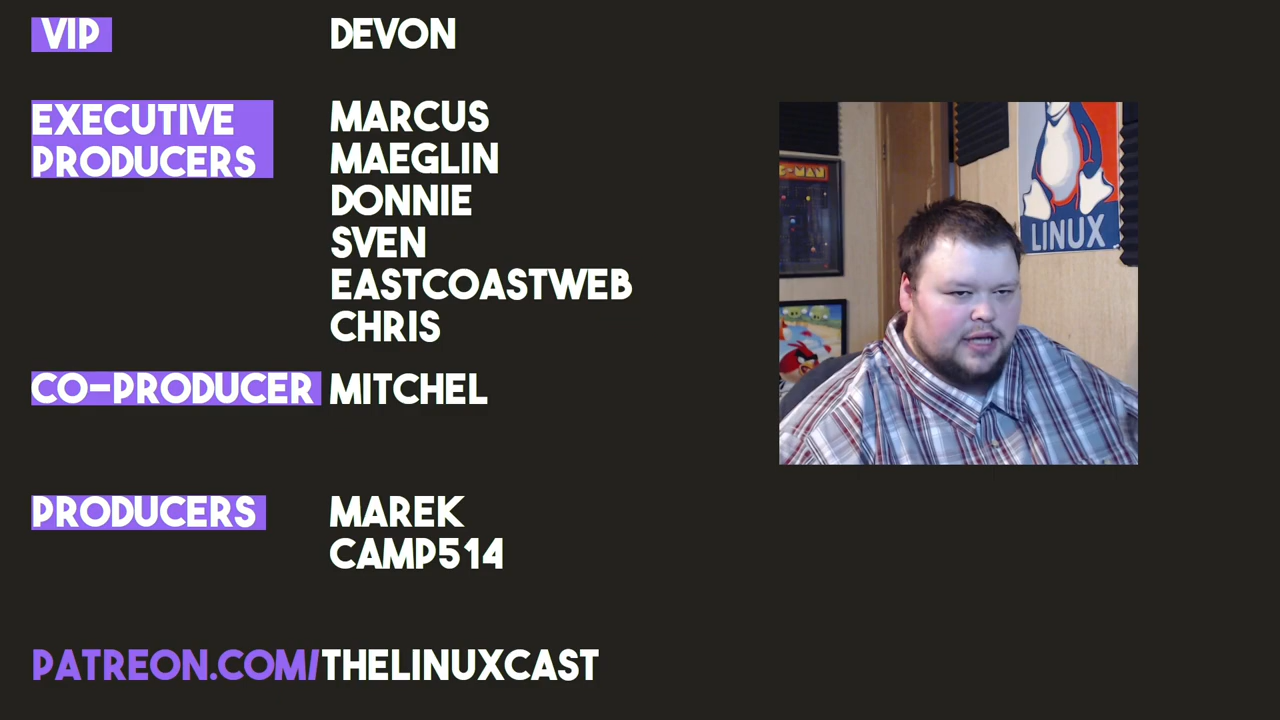 VIP DEVON
EXECUTIVE PRODUCERS
MARCUS
MAEGLIN
DONNIE
SVEN
EASTCOASTWEB
CHRIS
CO-PRODUCER MITCHEL
PRODUCERS MAREK
CAMP514
PATREON.COM/THELINUXCAST
LINUX